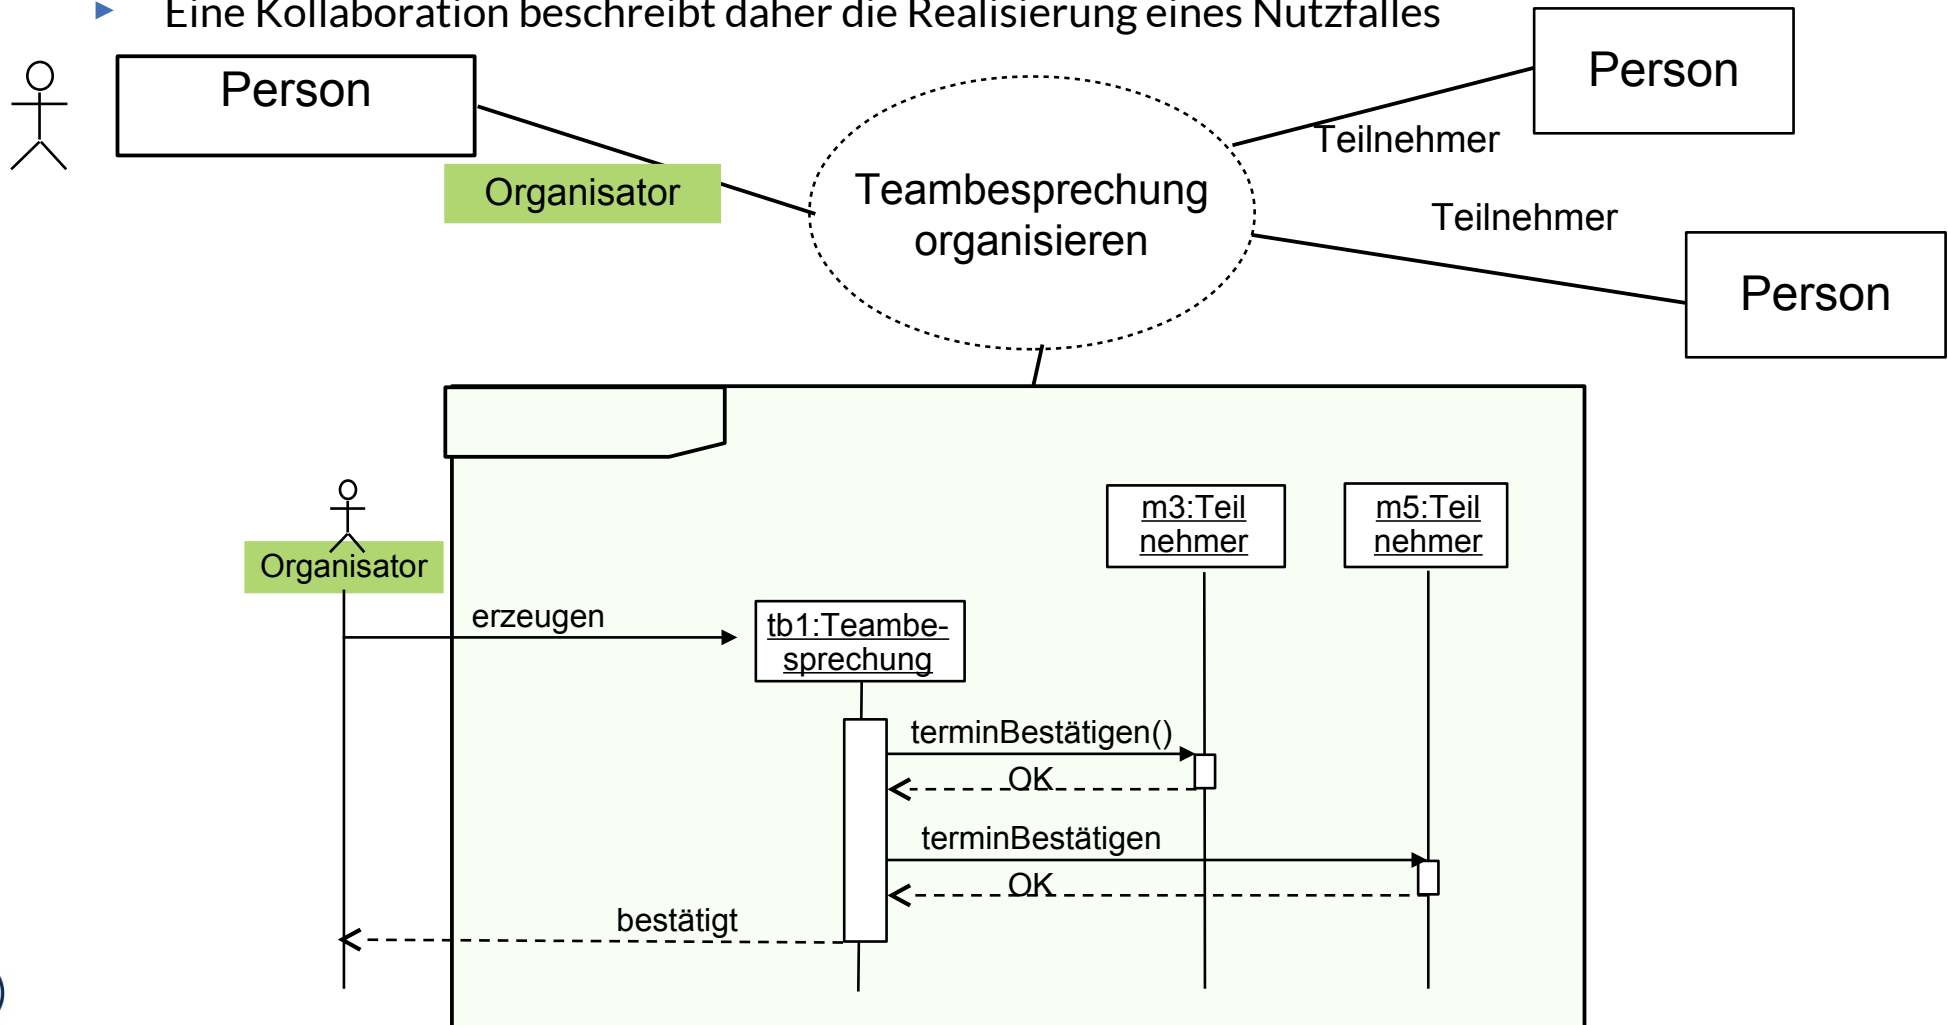 Eine Kollaboration beschreibt daher die Realisierung eines Nutzfalles
Person
Person
Teilnehmer
Organisator
Teambesprechung
organisieren
Teilnehmer
Person
m3:Teil
nehmer
m5:Teil
nehmer
Organisator
erzeugen
tb1:Teambe-
sprechung
terminBestätigen()
OK
terminBestätigen
OK
bestätigt